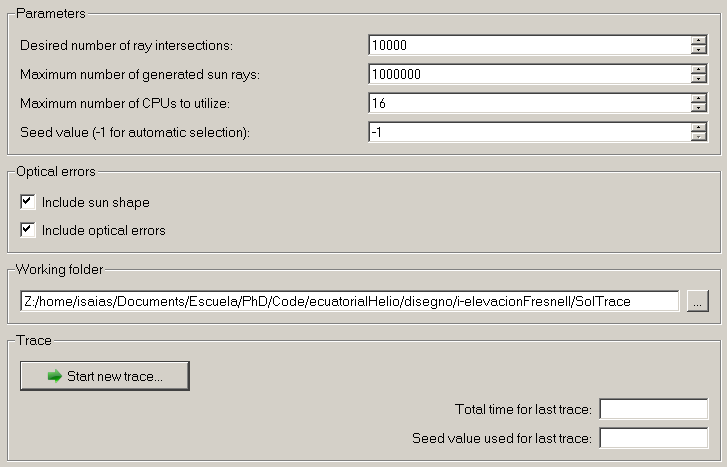 Parameters
Desired number of ray intersections: 10000
Maximum number of generated sun rays: 1000000
Maximum number of CPUs to utilize: 16
Seed value (-1 for automatic selection): -1
Optical errors
Include sun shape
Include optical errors
Working folder
Z:/home/isaias/Documents/Escuela/PhD/Code/ecuatorialHelio/disegno/i-elevacionFresnell/SolTrace ...
Trace
Start new trace...
Total time for last trace:
Seed value used for last trace: